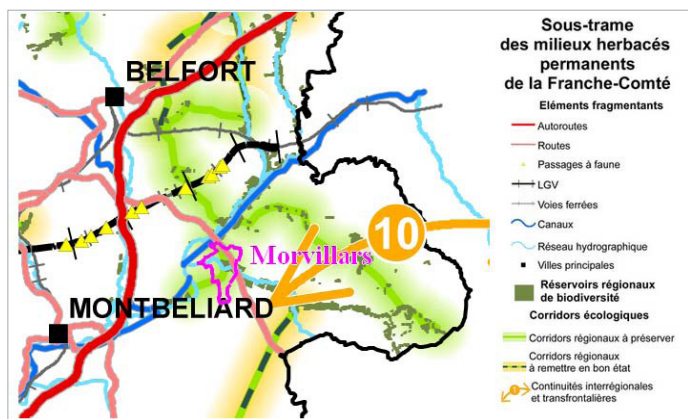 BELFORT
10
Morvillars
MONTBELIARD
Sous-trame
des milieux herbacés
permanents
de la Franche-Comté
Eléments fragmentants
Autoroutes
Routes
Passages à faune
LGV
Voies ferrées
Canaux
Réseau hydrographique
Villes principales
Réservoirs régionaux
de biodiversité
Corridors écologiques
Corridors régionaux à préserver
Corridors régionaux
à remettre en bon état
Continuités interrégionales
et transfrontalières